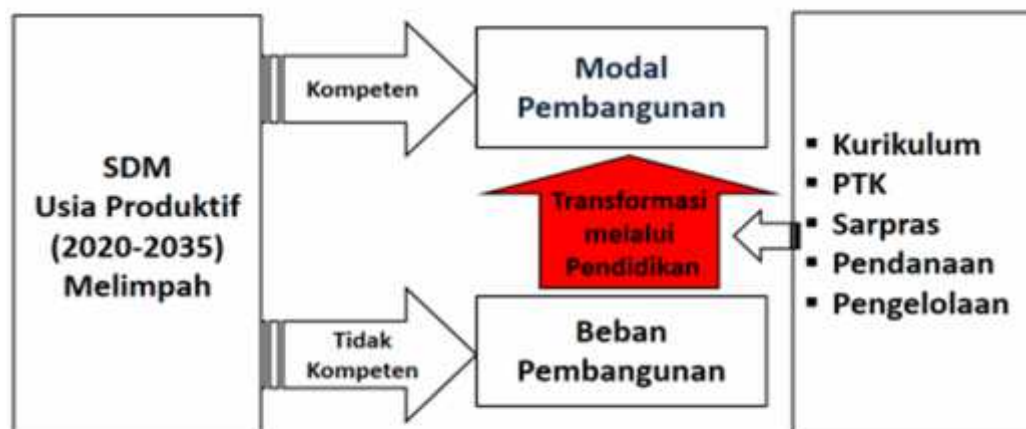 SDM
Usia Produktif
(2020-2035)
Melimpah
Kompeten
Modal
Pembangunan
Transformasi
melalui
Pendidikan
Tidak
Kompeten
Beban
Pembangunan
▪ Kurikulum
▪ PTK
▪ Sarpras
▪ Pendanaan
▪ Pengelolaan